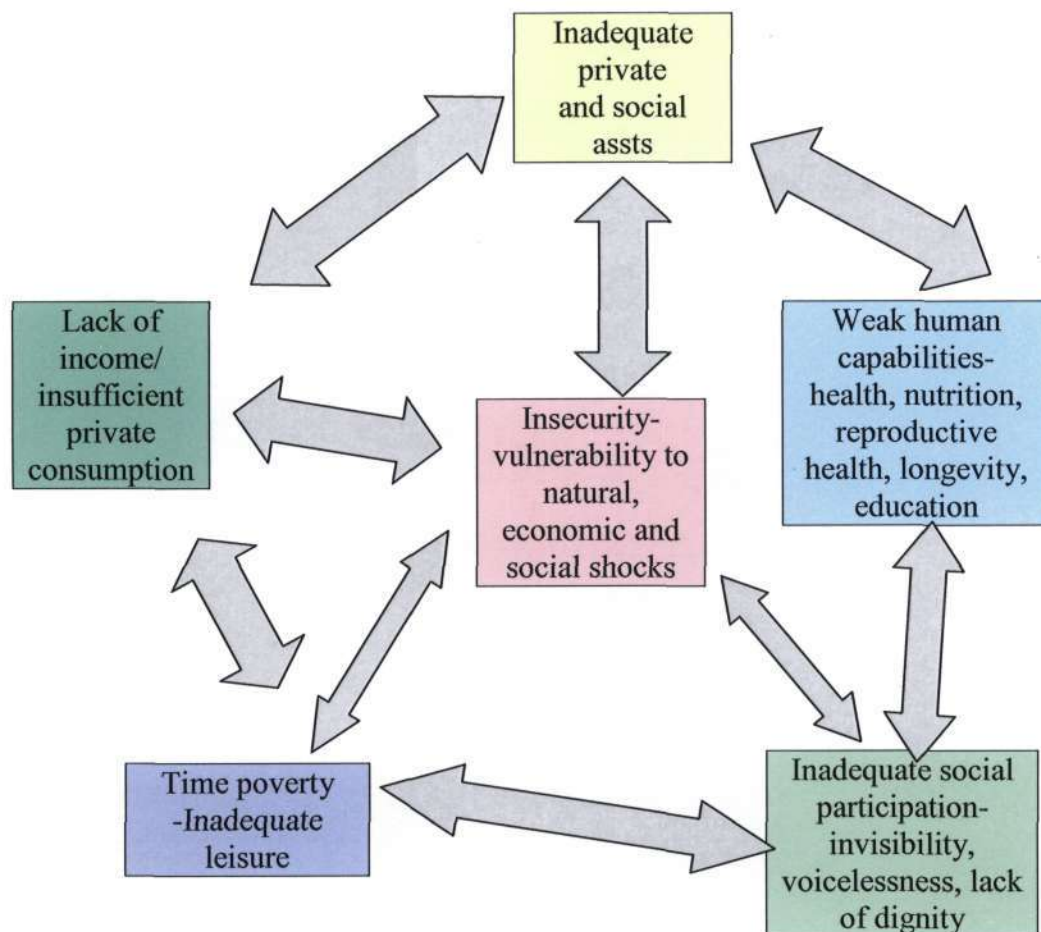 Inadequate
private
and social
assts
Lack of
income/
insufficient
private
consumption
Insecurity-
vulnerability to
natural,
economic and
social shocks
Weak human
capabilities-
health, nutrition,
reproductive
health, longevity,
education
Time poverty
-Inadequate
leisure
Inadequate social
participation-
invisibility,
voicelessness, lack
of dignity